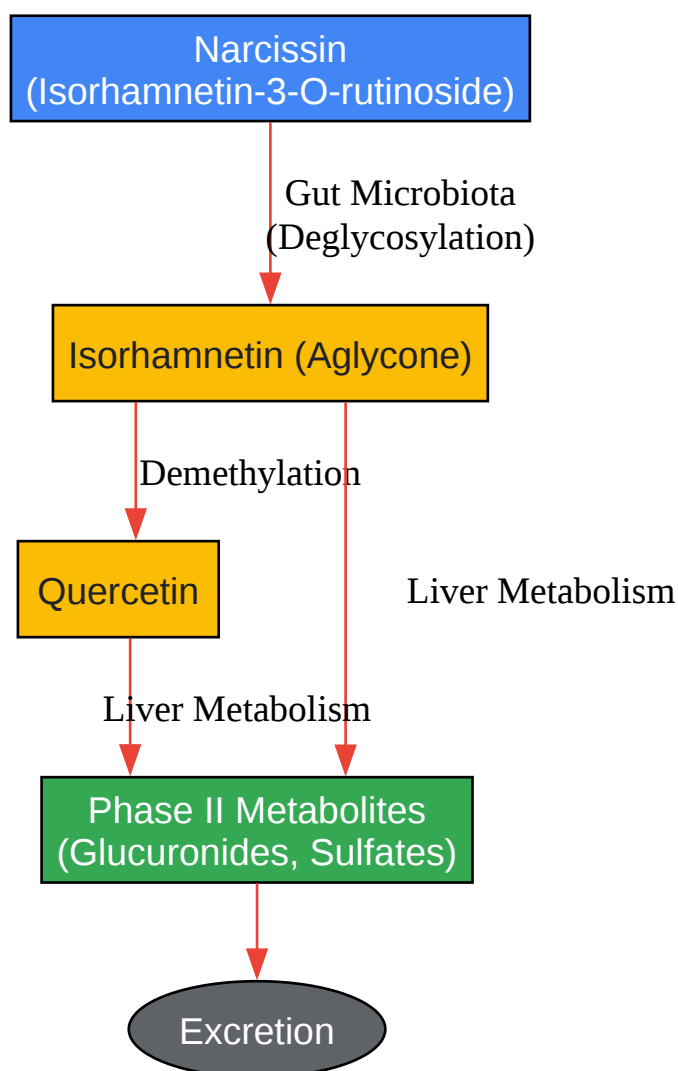 Narcissin
(Isorhamnetin-3-O-rutinoside)
Gut Microbiota
(Deglycosylation)
Isorhamnetin (Aglycone)
Demethylation
Quercetin
Liver Metabolism
Liver Metabolism
Phase II Metabolites
(Glucuronides, Sulfates)
Excretion